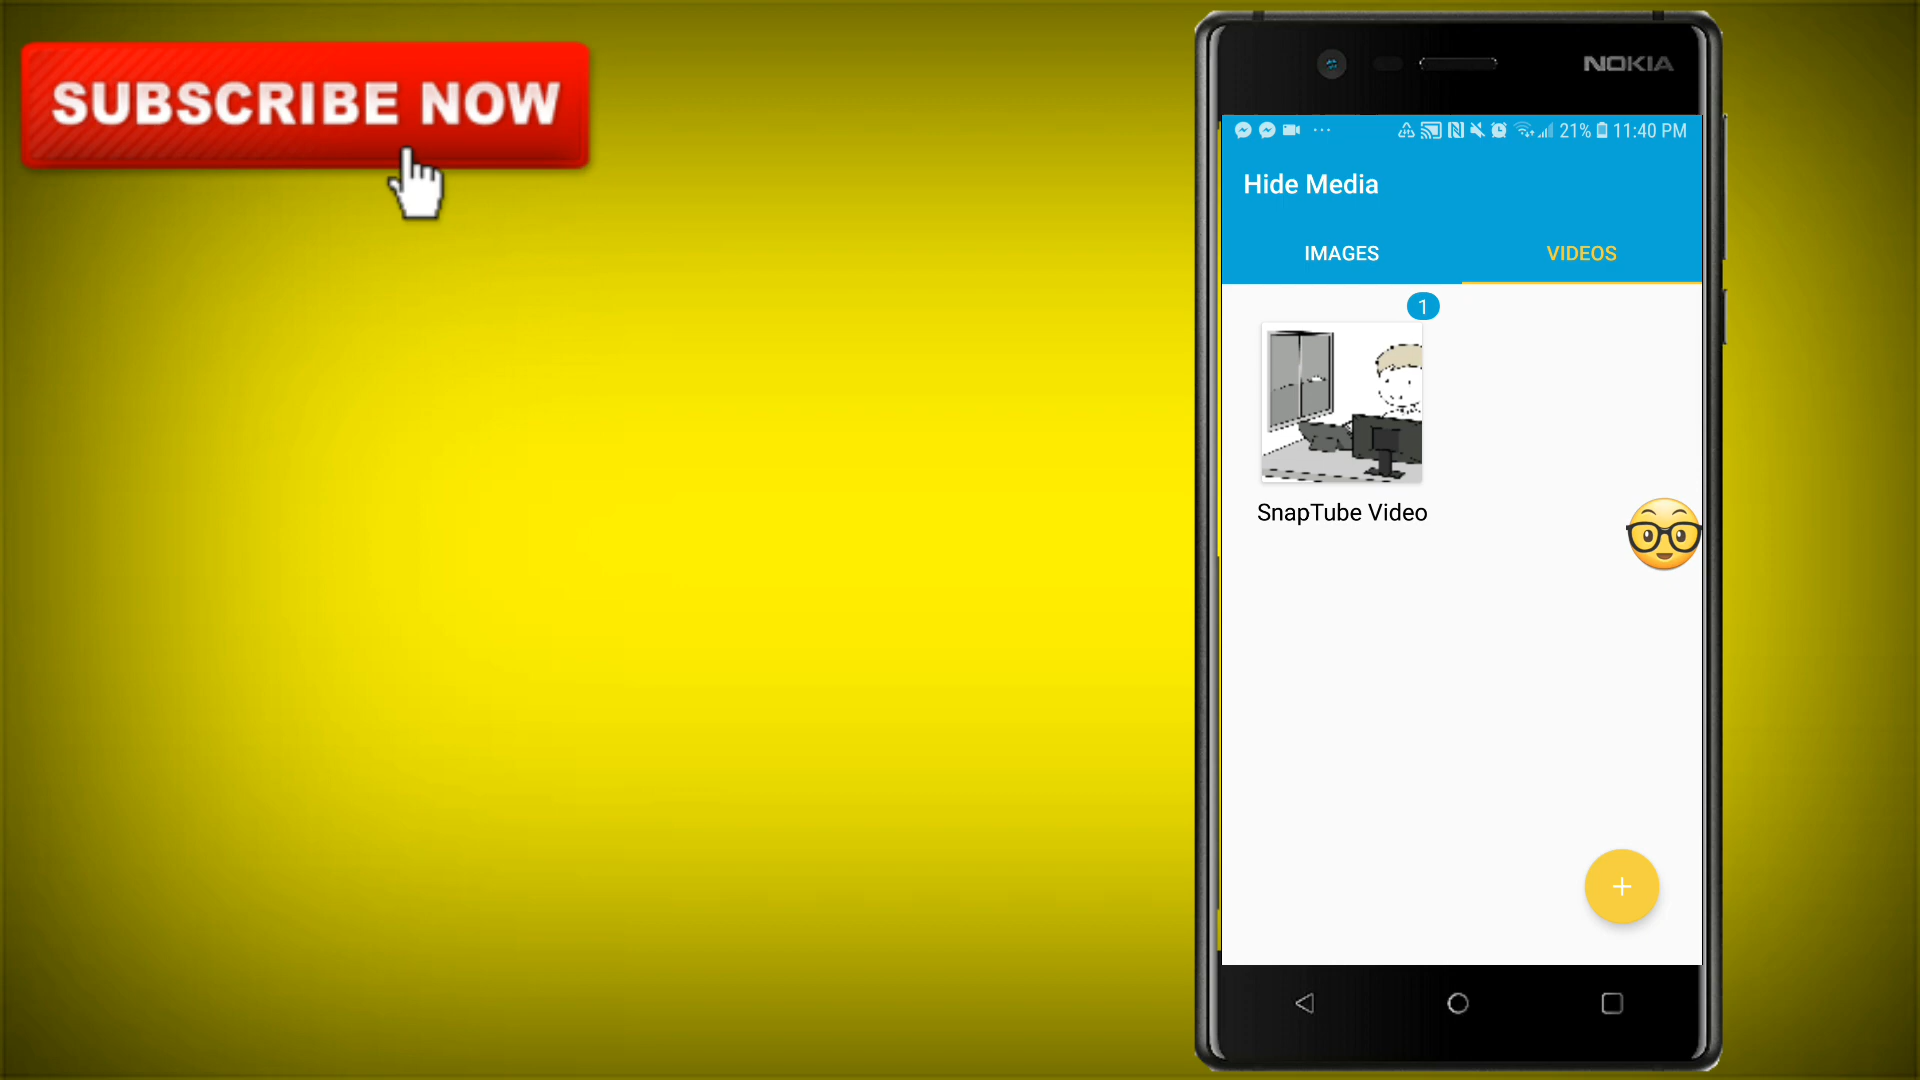 SUBSCRIBE NOW
NOKIA
21% 11:40 PM
Hide Media
IMAGES
VIDEOS
1
SnapTube Video